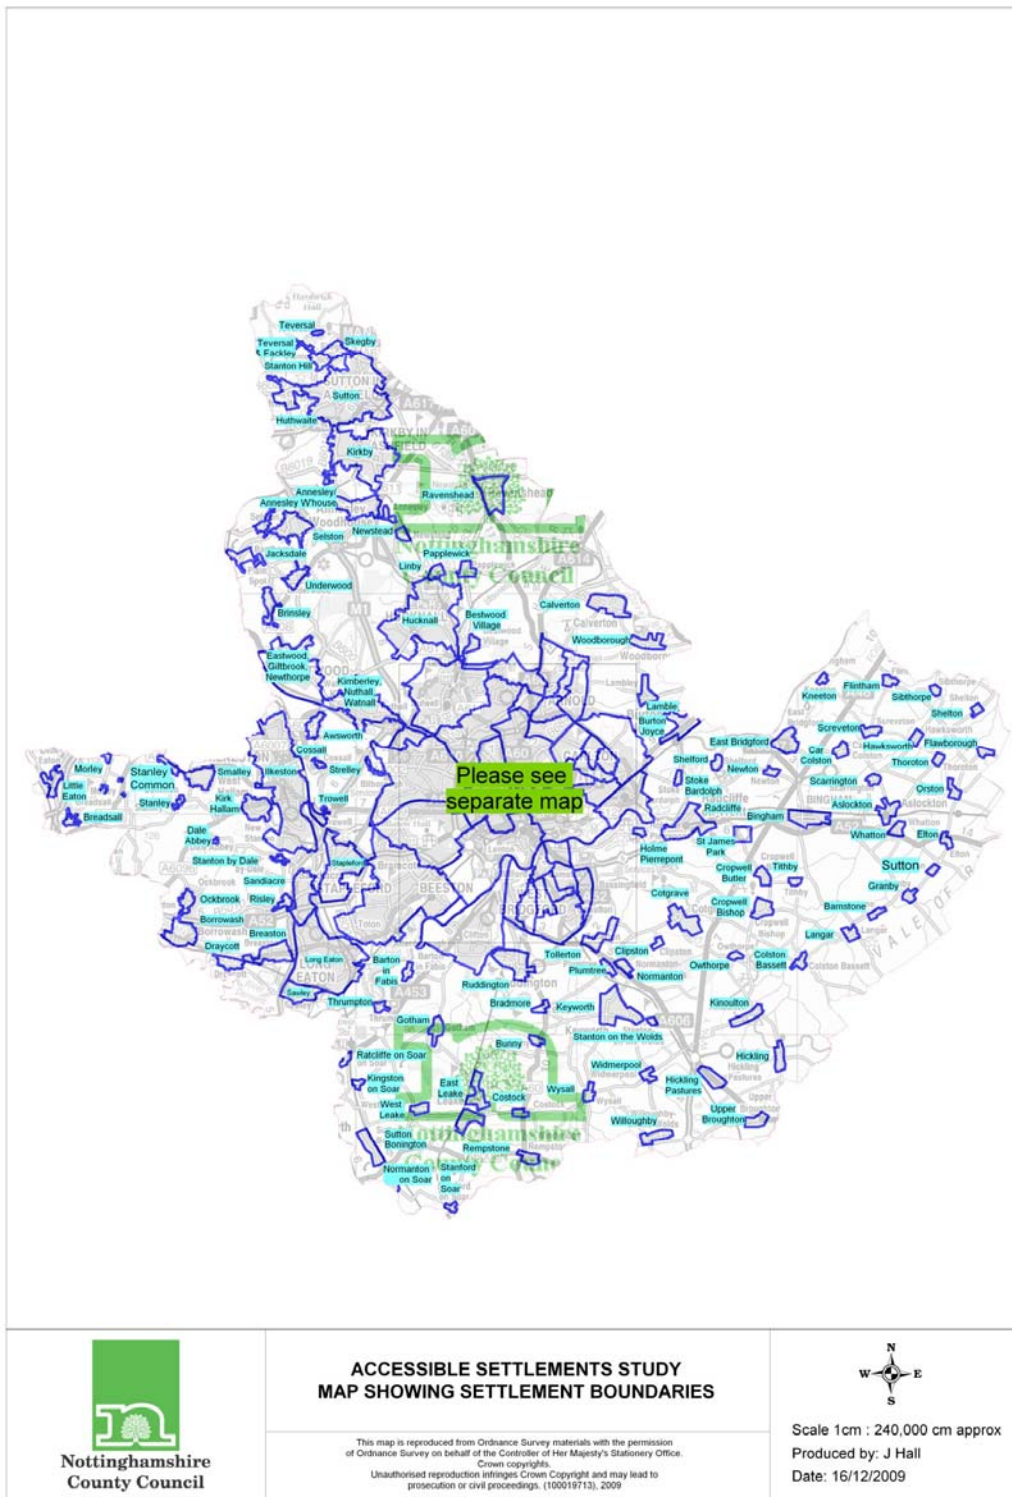 Teversal
Teversal
Fackley
Skegby
Stanton Hill
Sutton
Huthwaite
Kirkby
Annesley/
Annesley W'house
Ravenshead
Selston
Newstead
Jacksdale
Papplewick
Linby
Underwood
Calverton
Brinsley
Hucknall
Bestwood
Village
Woodborough
Eastwood,
Giltbrook,
Newthorpe
Kimberley,
Nuthall,
Watnall
Kneeton
Flintham
Sibthorpe
Shelton
Lamble
Burton
Joyce
Awsworth
Cossall
Screveton
East Bridgford
Car
Colston
Hawksworth
Flawborough
Morley
Stanley
Common
Smalley
Ilkeston
Strelley
Shelford
Newton
Thoroton
Little
Eaton
Stanley
Kirk
Hallam
Trowell
Please see
separate map
Stoke
Bardolph
Radcliffe
Scarrington
Orston
Breadsall
Bingham
Aslockton
Dale
Abbey
Holme
Pierrepont
St James
Park
Whatton
Elton
Stanton by Dale
Stapleford
Cropwell
Butler
Tithby
Sutton
Sandiacre
Ockbrook
Risley
Cotgrave
Granby
Cropwell
Bishop
Barnstone
Borrowash
Breaston
Draycott
Langar
Long Eaton
Barton
in
Fabis
Tollerton
Clipston
Colston
Bassett
Plumtree
Normanton
Owthorpe
Sawley
Thrumpton
Ruddington
Bradmore
Keyworth
Kinoulton
Gotham
Bunny
Stanton on the Wolds
Ratcliffe on Soar
Widmerpool
Hickling
Kingston
on Soar
East
Leake
Costock
Wysall
Hickling
Pastures
West
Leake
Willoughby
Upper
Broughton
Sutton
Bonington
Rempstone
Normanton
on Soar
Stanford
on
Soar
Nottinghamshire
County Council
ACCESSIBLE SETTLEMENTS STUDY
MAP SHOWING SETTLEMENT BOUNDARIES
This map is reproduced from Ordnance Survey materials with the permission
of Ordnance Survey on behalf of the Controller of Her Majesty's Stationery Office.
Crown copyrights.
Unauthorised reproduction infringes Crown Copyright and may lead to
prosecution or civil proceedings. (100019713), 2009
N
W E
S
Scale 1cm : 240,000 cm approx
Produced by: J Hall
Date: 16/12/2009